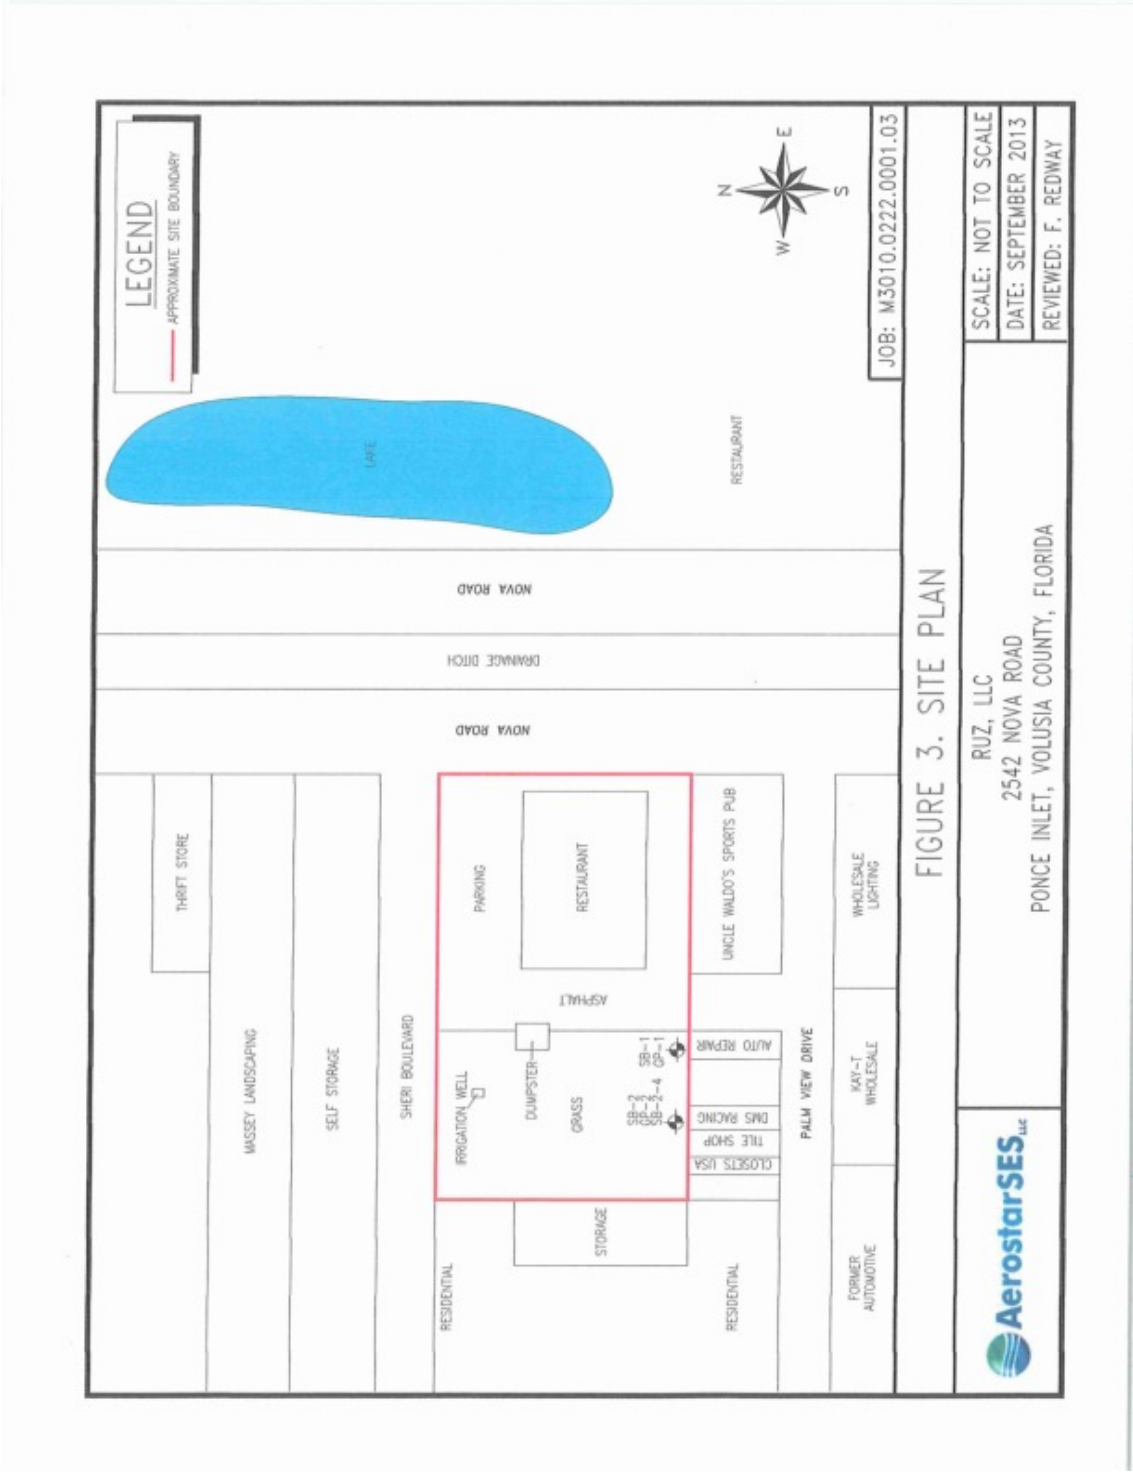 LEGEND
APPROXIMATE SITE BOUNDARY
N
E
S
W
LAKE
RESTAURANT
NOVA ROAD
DRAINAGE DITCH
NOVA ROAD
THRIFT STORE
MASSEY LANDSCAPING
SELF STORAGE
SHERI BOULEVARD
PARKING
RESTAURANT
ASPHALT
IRRIGATION WELL
DUMPSTER
GRASS
SB-1
GP-1
SB-2
GP-2
SB-2-4
UNCLE WALDO'S SPORTS PUB
AUTO REPAIR
DMS RACING
TILE SHOP
CLOSETS USA
PALM VIEW DRIVE
WHOLESALE
LIGHTING
KAY-T
WHOLESALE
FORMER
AUTOMOTIVE
STORAGE
RESIDENTIAL
RESIDENTIAL
JOB: M3010.0222.0001.03
FIGURE 3. SITE PLAN
AerostarSES LLC
RUZ, LLC
2542 NOVA ROAD
PONCE INLET, VOLUSIA COUNTY, FLORIDA
SCALE: NOT TO SCALE
DATE: SEPTEMBER 2013
REVIEWED: F. REDWAY